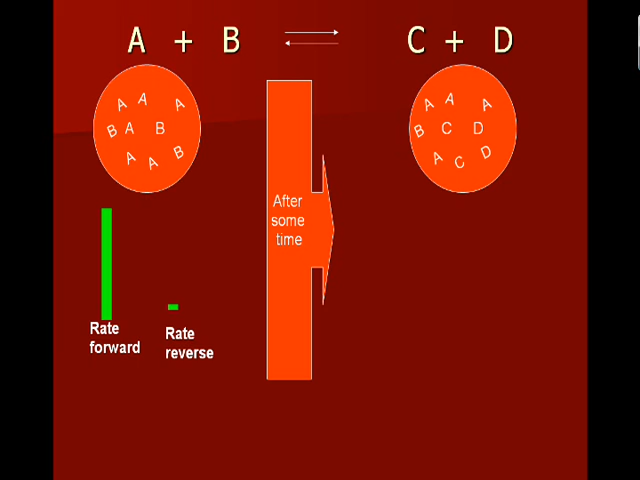 A + B ⇌ C + D
A A A
B A B
A A B
A A A
B C D
A C D
After
some
time
Rate
forward
Rate
reverse